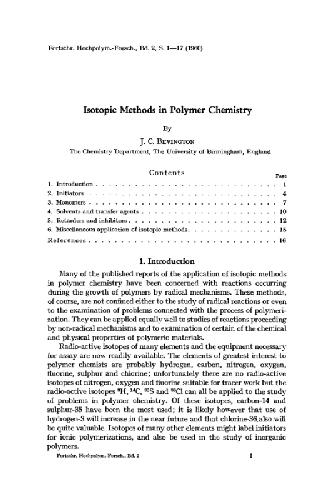 Fortschr. Hochpolym.-Forsch., Bd. 2, S. 1—17 (1960)
Isotopic Methods in Polymer Chemistry
By
J. C. Bevington
The Chemistry Department, The University of Birmingham, England
Contents
Page
1. Introduction . . . . . . . . . . . . . . . . . . . . . . . . . . . . 1
2. Initiators . . . . . . . . . . . . . . . . . . . . . . . . . . . . . 4
3. Monomers . . . . . . . . . . . . . . . . . . . . . . . . . . . . . 7
4. Solvents and transfer agents . . . . . . . . . . . . . . . . . . . . 10
5. Retarders and inhibitors . . . . . . . . . . . . . . . . . . . . . . 12
6. Miscellaneous application of isotopic methods . . . . . . . . . . . . 15
References . . . . . . . . . . . . . . . . . . . . . . . . . . . . . . 16
1. Introduction
Many of the published reports of the application of isotopic methods
in polymer chemistry have been concerned with reactions occurring
during the growth of polymers by radical mechanisms. These methods,
of course, are not confined either to the study of radical reactions or even
to the examination of problems connected with the process of polymeri-
sation. They can be applied equally well to studies of reactions proceeding
by non-radical mechanisms and to examination of certain of the chemical
and physical properties of polymeric materials.
Radio-active isotopes of many elements and the equipment necessary
for assay are now readily available. The elements of greatest interest to
polymer chemists are probably hydrogen, carbon, nitrogen, oxygen,
fluorine, sulphur and chlorine; unfortunately there are no radio-active
isotopes of nitrogen, oxygen and fluorine suitable for tracer work but the
radio-active isotopes ³H, ¹⁴C, ³⁵S and ³⁶Cl can all be applied to the study
of problems in polymer chemistry. Of these isotopes, carbon-14 and
sulphur-35 have been the most used; it is likely however that use of
hydrogen-3 will increase in the near future and that chlorine-36 also will
be quite valuable. Isotopes of many other elements might label initiators
for ionic polymerizations, and also be used in the study of inorganic
polymers.
Fortschr. Hochpolym. Forsch., Bd. 2 1